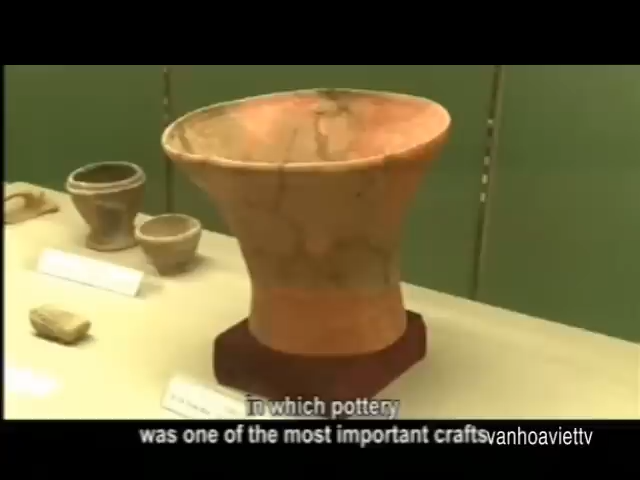 in which pottery
was one of the most important crafts
vanhoaviettv